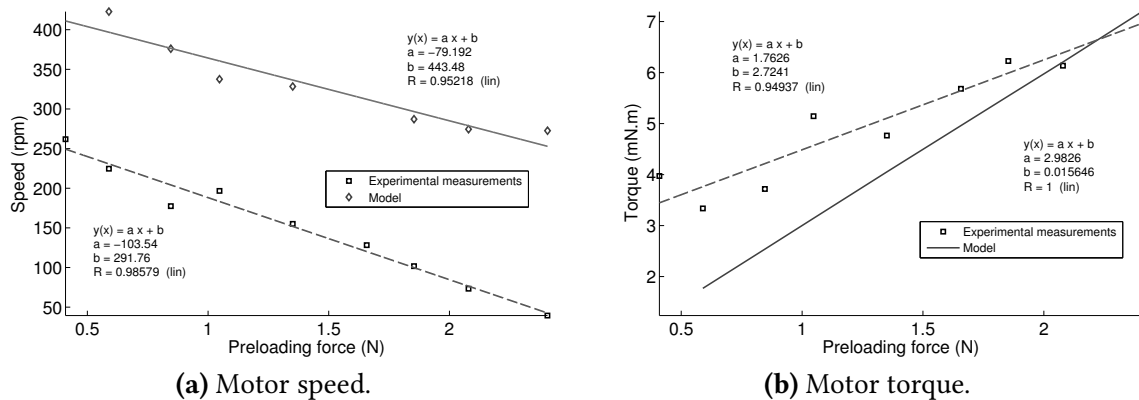 400
350
300
250
200
150
100
50
Speed (rpm)
y(x) = a x + b
a = −79.192
b = 443.48
R = 0.95218 (lin)
Experimental measurements
Model
y(x) = a x + b
a = −103.54
b = 291.76
R = 0.98579 (lin)
0.5 1 1.5 2
Preloading force (N)
(a) Motor speed.
7
6
5
4
3
2
Torque (mN.m)
y(x) = a x + b
a = 1.7626
b = 2.7241
R = 0.94937 (lin)
y(x) = a x + b
a = 2.9826
b = 0.015646
R = 1 (lin)
Experimental measurements
Model
0.5 1 1.5 2
Preloading force (N)
(b) Motor torque.